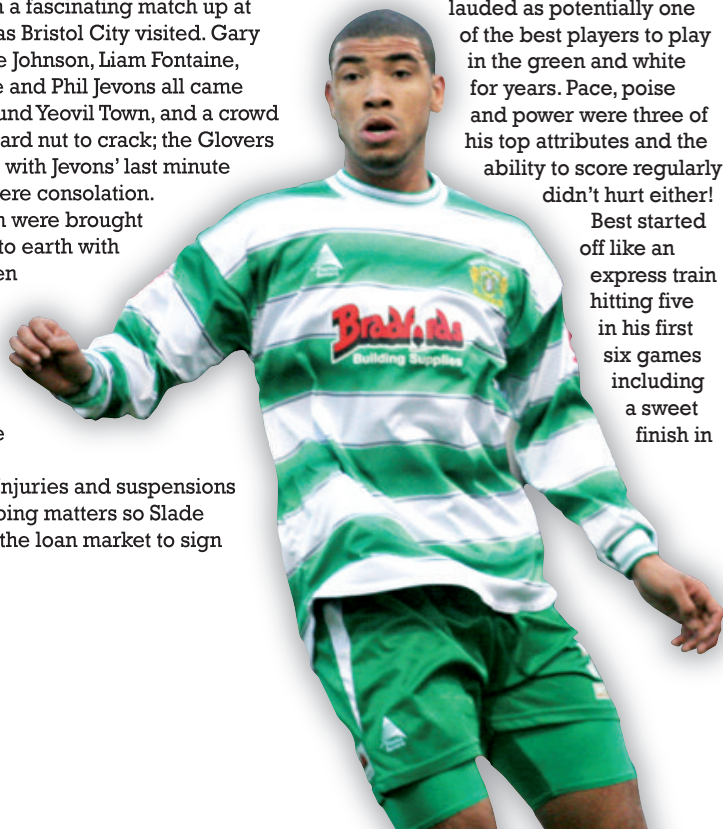 a fascinating match up at
as Bristol City visited. Gary
Johnson, Liam Fontaine,
and Phil Jevons all came
und Yeovil Town, and a crowd
ard nut to crack; the Glovers
with Jevons' last minute
ere consolation.
n were brought
to earth with
en
e
njuries and suspensions
ping matters so Slade
the loan market to sign
lauded as potentially one
of the best players to play
in the green and white
for years. Pace, poise
and power were three of
his top attributes and the
ability to score regularly
didn't hurt either!
Best started
off like an
express train
hitting five
in his first
six games
including
a sweet
finish in
Bradfords
Building Supplies